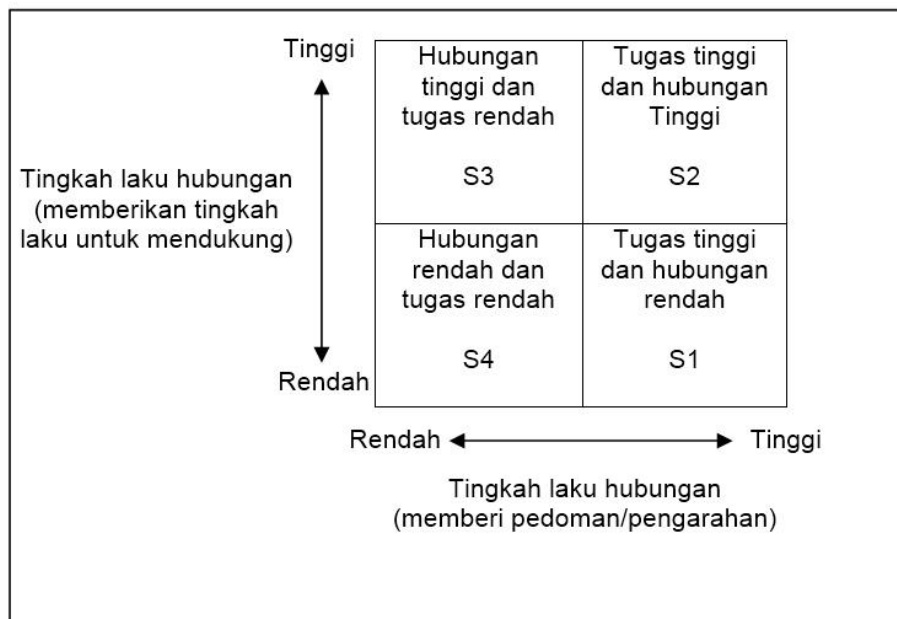 Tinggi
Tingkah laku hubungan
(memberikan tingkah
laku untuk mendukung)
Rendah
Hubungan
tinggi dan
tugas rendah
S3
Tugas tinggi
dan hubungan
Tinggi
S2
Hubungan
rendah dan
tugas rendah
S4
Tugas tinggi
dan hubungan
rendah
S1
Rendah
Tinggi
Tingkah laku hubungan
(memberi pedoman/pengarahan)